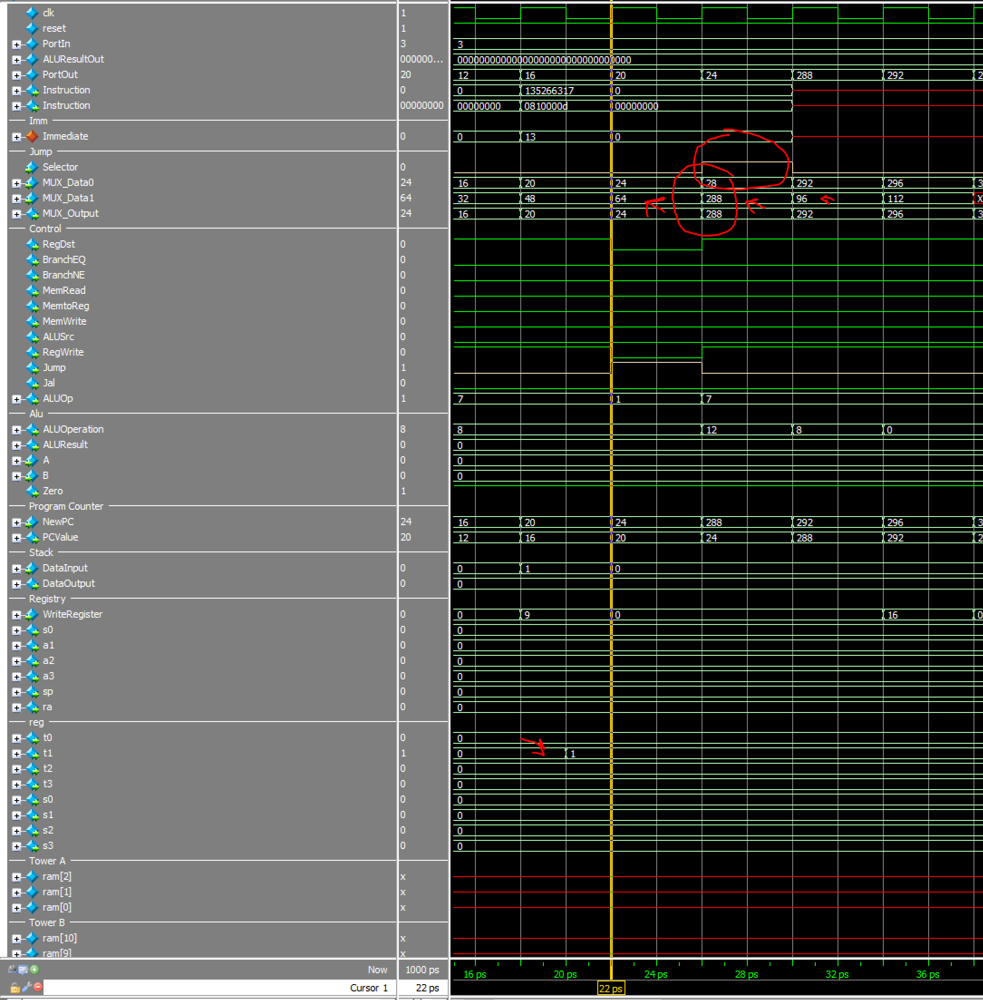 clk 1
reset 1
PortIn 3 3
ALUResultOut 000000... 00000000000000000000000000000000
PortOut 20 12 16 20 24 288 292 2
Instruction 0 0 135266317 0
Instruction 00000000 00000000 0810000d 00000000
Imm
Immediate 0 0 13 0
Jump
Selector 0
MUX_Data0 24 16 20 24 28 292 296 3
MUX_Data1 64 32 48 64 288 96 112 X
MUX_Output 24 16 20 24 288 292 296 3
Control
RegDst 0
BranchEQ 0
BranchNE 0
MemRead 0
MemtoReg 0
MemWrite 0
ALUSrc 0
RegWrite 0
Jump 1
Jal 0
ALUOp 1 7 1 7
Alu
ALUOperation 8 8 12 8 0
ALUResult 0 0
A 0 0
B 0 0
Zero 1
Program Counter
NewPC 24 16 20 24 288 292 296 3
PCValue 20 12 16 20 24 288 292 2
Stack
DataInput 0 0 1 0
DataOutput 0 0
Registry
WriteRegister 0 0 9 0 16 0
s0 0 0
a1 0 0
a2 0 0
a3 0 0
sp 0 0
ra 0 0
reg
t0 0 0
t1 1 0 1
t2 0 0
t3 0 0
s0 0 0
s1 0 0
s2 0 0
s3 0 0
Tower A
ram[2] x
ram[1] x
ram[0] x
Tower B
ram[10] x
ram[9] x
Now 1000 ps 16 ps 20 ps 24 ps 28 ps 32 ps 36 ps
Cursor 1 22 ps 22 ps